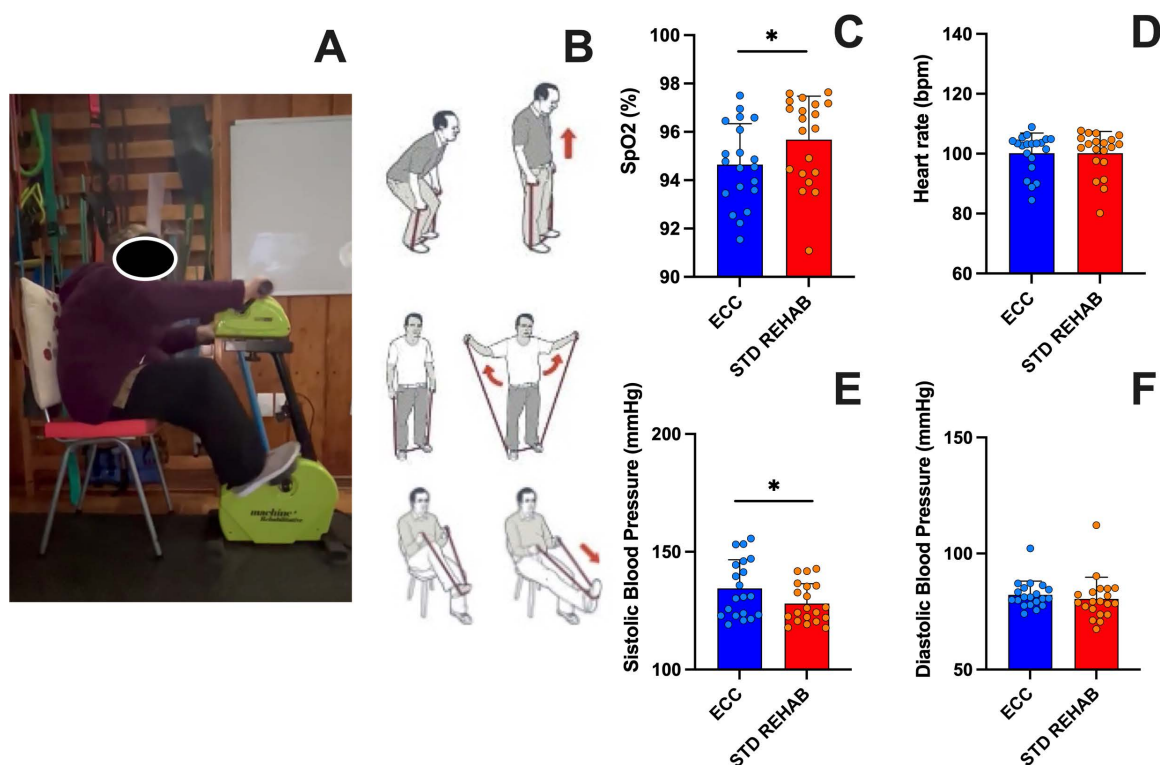 A
B
C
SpO2 (%)
100
98
96
94
92
90
*
ECC
STD REHAB
D
Heart rate (bpm)
140
120
100
80
60
ECC
STD REHAB
machine
Rehabilitative
E
Sistolic Blood Pressure (mmHg)
200
150
100
*
ECC
STD REHAB
F
Diastolic Blood Pressure (mmHg)
150
100
50
ECC
STD REHAB